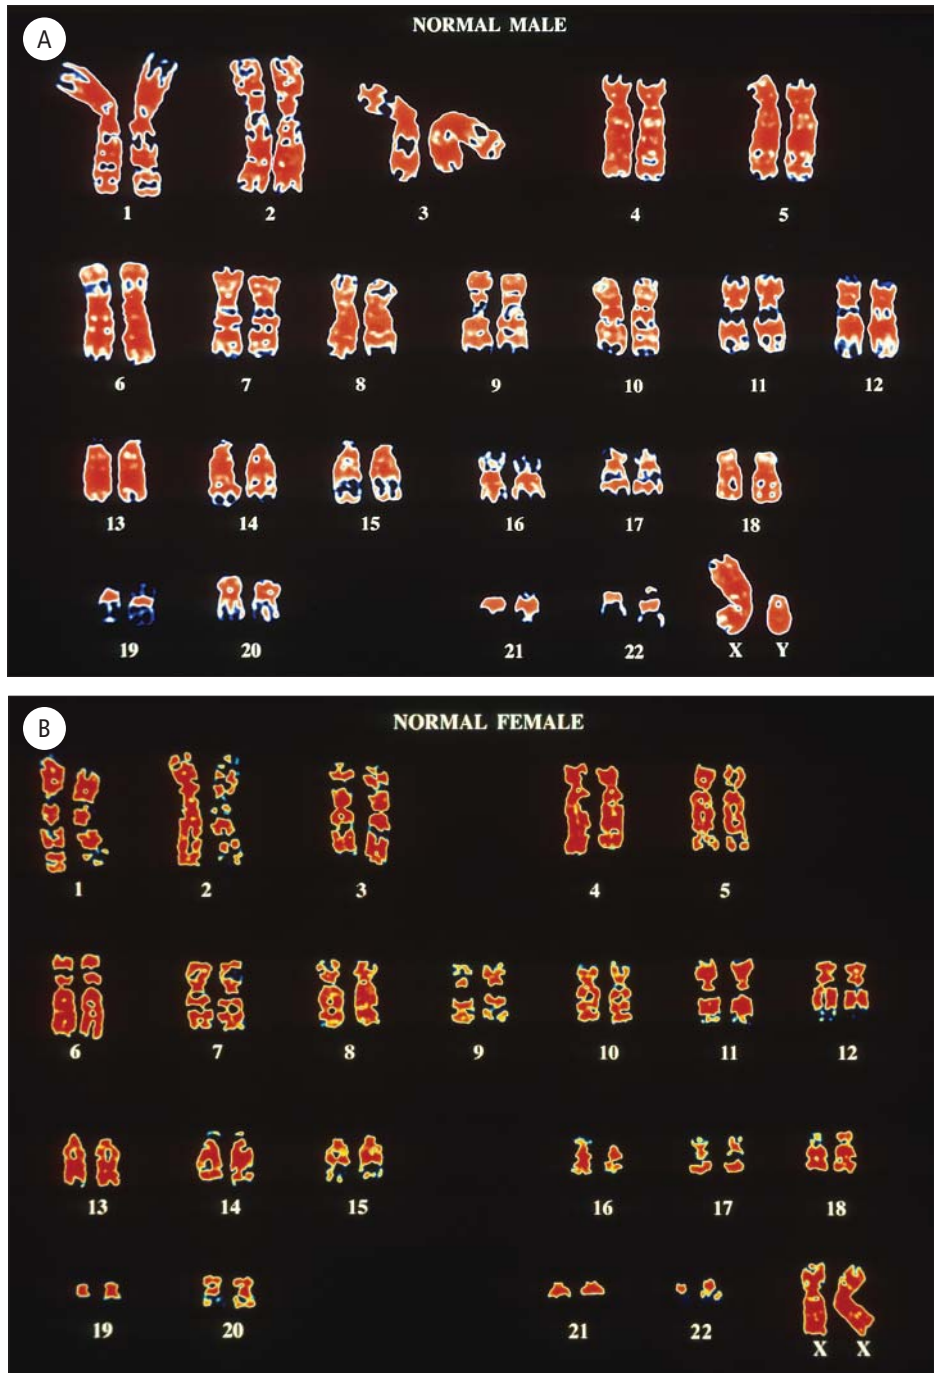 A
NORMAL MALE
1 2 3 4 5
6 7 8 9 10 11 12
13 14 15 16 17 18
19 20 21 22 X Y
B
NORMAL FEMALE
1 2 3 4 5
6 7 8 9 10 11 12
13 14 15 16 17 18
19 20 21 22 X X